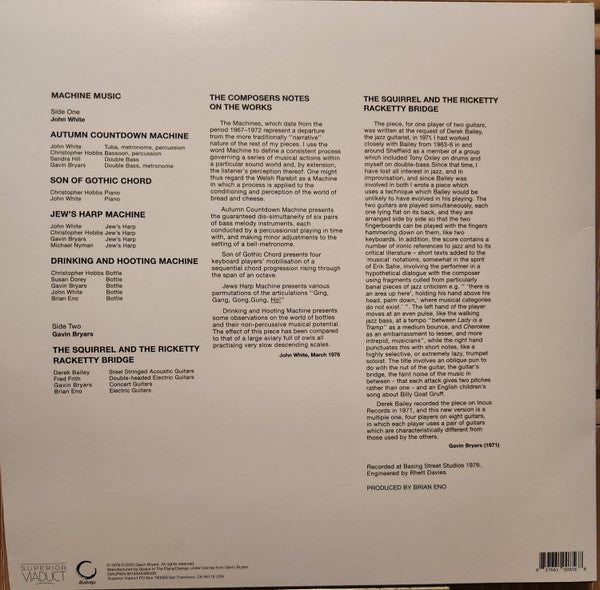 MACHINE MUSIC
Side One
John White
AUTUMN COUNTDOWN MACHINE
John White Tuba, metronome, percussion
Christopher Hobbs Bassoon, percussion
Sandra Hill Double Bass
Gavin Bryars Double Bass, metronome
SON OF GOTHIC CHORD
Christopher Hobbs Piano
John White Piano
JEW'S HARP MACHINE
John White Jew's Harp
Christopher Hobbs Jew's Harp
Gavin Bryars Jew's Harp
Michael Nyman Jew's Harp
DRINKING AND HOOTING MACHINE
Christopher Hobbs Bottle
Susan Dorey Bottle
Gavin Bryars Bottle
John White Bottle
Brian Eno Bottle
Side Two
Gavin Bryars
THE SQUIRREL AND THE RICKETY
RACKETTY BRIDGE
Derek Bailey Steel Stringed Acoustic Guitars
Fred Frith Double-headed Electric Guitars
Gavin Bryars Concert Guitars
Brian Eno Electric Guitars
THE COMPOSERS NOTES
ON THE WORKS
The Machines, which date from the
period 1967–1972 represent a departure
from the more traditionally "narrative"
nature of the rest of my pieces. I use the
word Machine to define a consistent process
governing a series of musical actions within
a particular sound world and, by extension,
the listener's perception thereof. One might
thus regard the Welsh Rarebit as a Machine
in which a process is applied to the
conditioning and perception of the world of
bread and cheese.
Autumn Countdown Machine presents
the guaranteed dis-simultaneity of six pairs
of bass melody instruments, each
conducted by a percussionist playing in time
with, and making minor adjustments to the
setting of a bell-metronome.
Son of Gothic Chord presents four
keyboard players' mobilisation of a
sequential chord progression rising through
the span of an octave.
Jews Harp Machine presents various
permutations of the articulations "Ging,
Gang, Gong,Gung, Ho!"
Drinking and Hooting Machine presents
some observations on the world of bottles
and their non-percussive musical potential.
The effect of this piece has been compared
to that of a large aviary full of owls all
practising very slow descending scales.
John White, March 1976
THE SQUIRREL AND THE RICKETTY
RACKETTY BRIDGE
The piece, for one player of two guitars,
was written at the request of Derek Bailey,
the jazz guitarist, in 1971. I had worked
closely with Bailey from 1963-6 in and
around Sheffield as a member of a group
which included Tony Oxley on drums and
myself on double-bass. Since that time, I
have lost all interest in jazz, and in
improvisation, and since Bailey was
involved in both I wrote a piece which
uses a technique which Bailey would be
unlikely to have evolved in his playing. The
two guitars are played simultaneously, each
one lying flat on its back, and they are
arranged side by side so that the two
fingerboards can be played with the fingers
hammering down on them, like two
keyboards. In addition, the score contains a
number of ironic references to jazz and to its
critical literature – short texts added to the
'musical' notations, somewhat in the spirit of
Erik Satie, involving the performer in a
hypothetical dialogue with the composer
using fragments culled from particularly
banal pieces of jazz criticism e.g. " 'there is
an area up here', holding his hand above his
head, palm down,' where musical categories
do not exist.' ". The left hand of the player
moves at an even pulse, like the walking
jazz bass, at a tempo "between Lady is a
Tramp" as a medium bounce, and Cherokee
as an embarrassment to lesser, and more
intrepid, musicians", while the right hand
punctuates this with short notes, like a
highly selective, or extremely lazy, trumpet
soloist. The title involves an oblique pun to
do with the nut of the guitar, the guitar's
bridge, the faint noise of the music in
between – that each attack gives two pitches
rather than one – and an English children's
song about Billy Goat Gruff.
Derek Bailey recorded the piece on Incus
Records in 1971, and this new version is a
multiple one, four players on eight guitars,
in which each player uses a pair of guitars
which are characteristically different from
those used by the others.
Gavin Bryars (1971)
Recorded at Basing Street Studios 1976.
Engineered by Rhett Davies
PRODUCED BY BRIAN ENO
SUPERIOR
VIADUCT
dialogo
Superior Viaduct PO Box 193563 San Francisco, CA 94119 USA